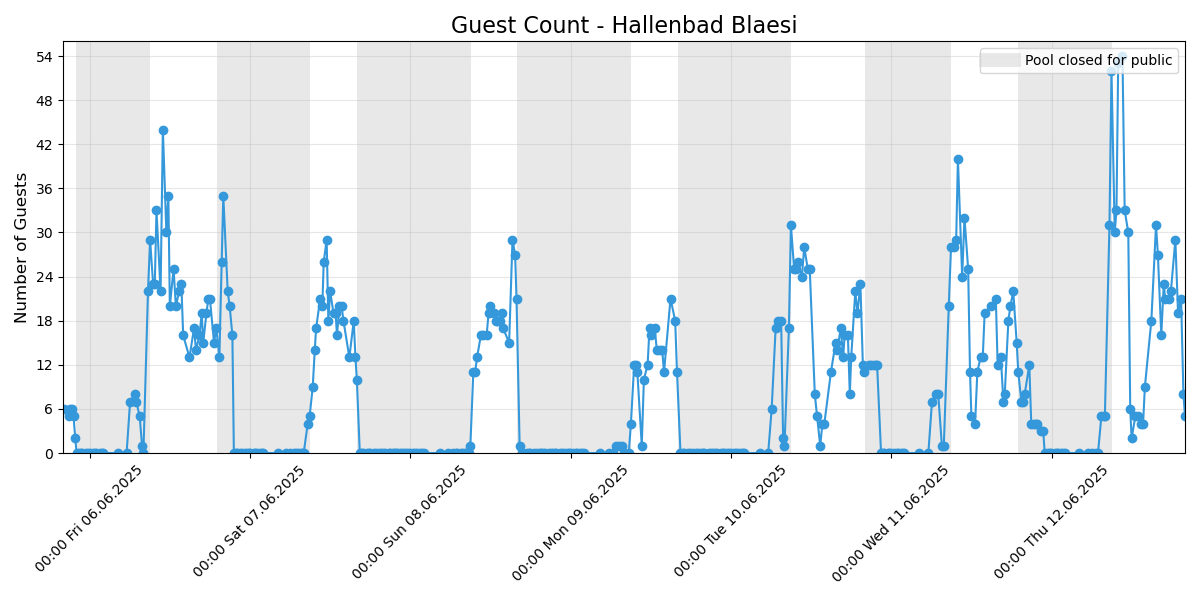 Guest Count - Hallenbad Blaesi
Pool closed for public
Number of Guests
54
48
42
36
30
24
18
12
6
0
00:00 Fri 06.06.2025
00:00 Sat 07.06.2025
00:00 Sun 08.06.2025
00:00 Mon 09.06.2025
00:00 Tue 10.06.2025
00:00 Wed 11.06.2025
00:00 Thu 12.06.2025